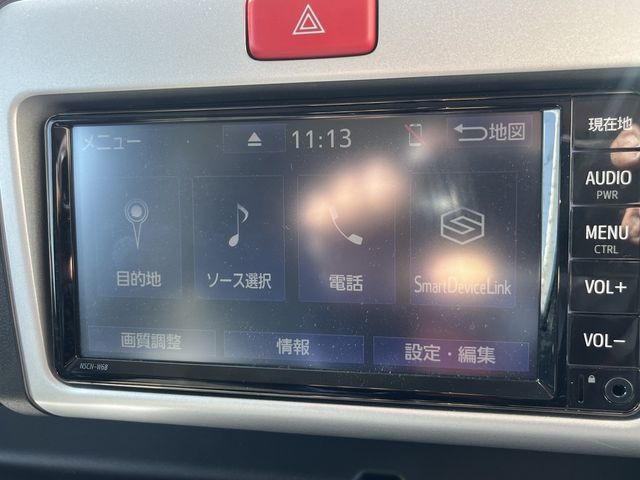 メニュー
11:13
地図
目的地
ソース選択
電話
SmartDeviceLink
画質調整
情報
設定・編集
NSCN-W68
現在地
AUDIO
PWR
MENU
CTRL
VOL+
VOL-